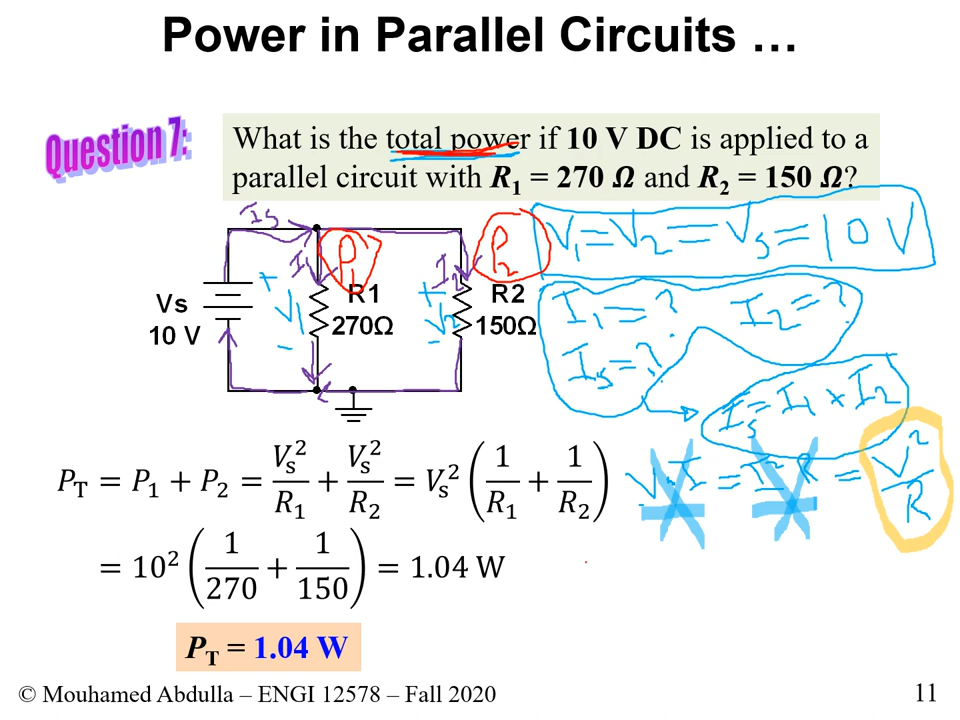 Power in Parallel Circuits …
Question 7:
What is the total power if 10 V DC is applied to a
parallel circuit with R₁ = 270 Ω and R₂ = 150 Ω?
Is
V₁ = V₂ = Vs = 10 V
I₁ P₁ I₂ P₂
I₁ = ? I₂ = ?
Is = ?
+ V₁ − R1
270Ω
+ V₂ − R2
150Ω
Vs
10 V
Is = I₁ + I₂
P_T = P₁ + P₂ = Vs²/R₁ + Vs²/R₂ = Vs² (1/R₁ + 1/R₂)
V·I = I² R = V²/R
= 10² (1/270 + 1/150) = 1.04 W
P_T = 1.04 W
© Mouhamed Abdulla – ENGI 12578 – Fall 2020
11